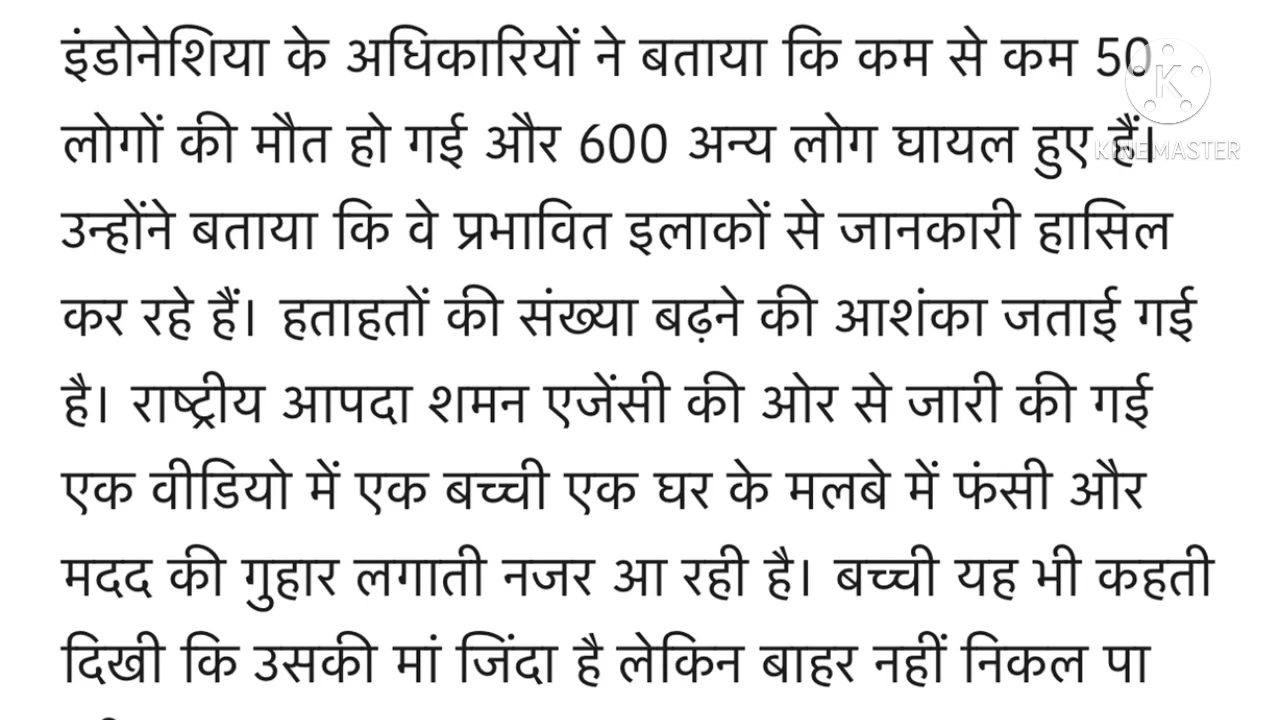 इंडोनेशिया के अधिकारियों ने बताया कि कम से कम 50
लोगों की मौत हो गई और 600 अन्य लोग घायल हुए हैं।
उन्होंने बताया कि वे प्रभावित इलाकों से जानकारी हासिल
कर रहे हैं। हताहतों की संख्या बढ़ने की आशंका जताई गई
है। राष्ट्रीय आपदा शमन एजेंसी की ओर से जारी की गई
एक वीडियो में एक बच्ची एक घर के मलबे में फंसी और
मदद की गुहार लगाती नजर आ रही है। बच्ची यह भी कहती
दिखी कि उसकी मां जिंदा है लेकिन बाहर नहीं निकल पा
K
KINEMASTER